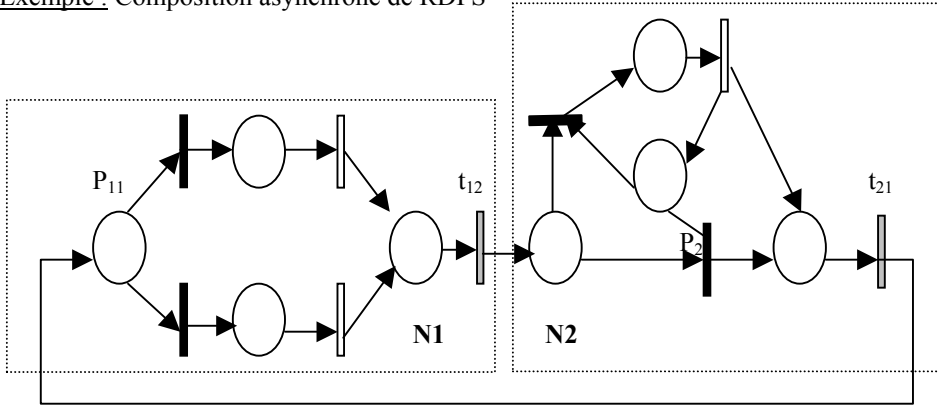 Exemple : Composition asynchrone de RDPS
P11
t12
P2
t21
N1
N2